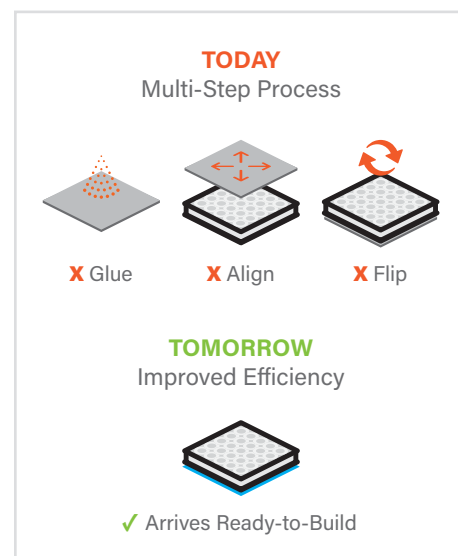 TODAY
Multi-Step Process
X Glue
X Align
X Flip
TOMORROW
Improved Efficiency
✓ Arrives Ready-to-Build